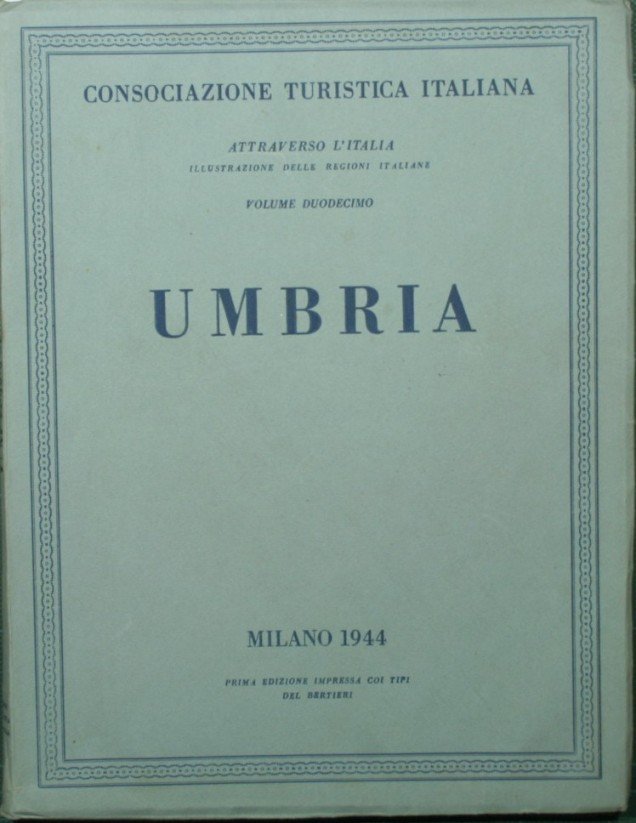 CONSOCIAZIONE TURISTICA ITALIANA
ATTRAVERSO L'ITALIA
ILLUSTRAZIONE DELLE REGIONI ITALIANE
VOLUME DUODECIMO
UMBRIA
MILANO 1944
PRIMA EDIZIONE IMPRESSA COI TIPI
DEL BERTIERI